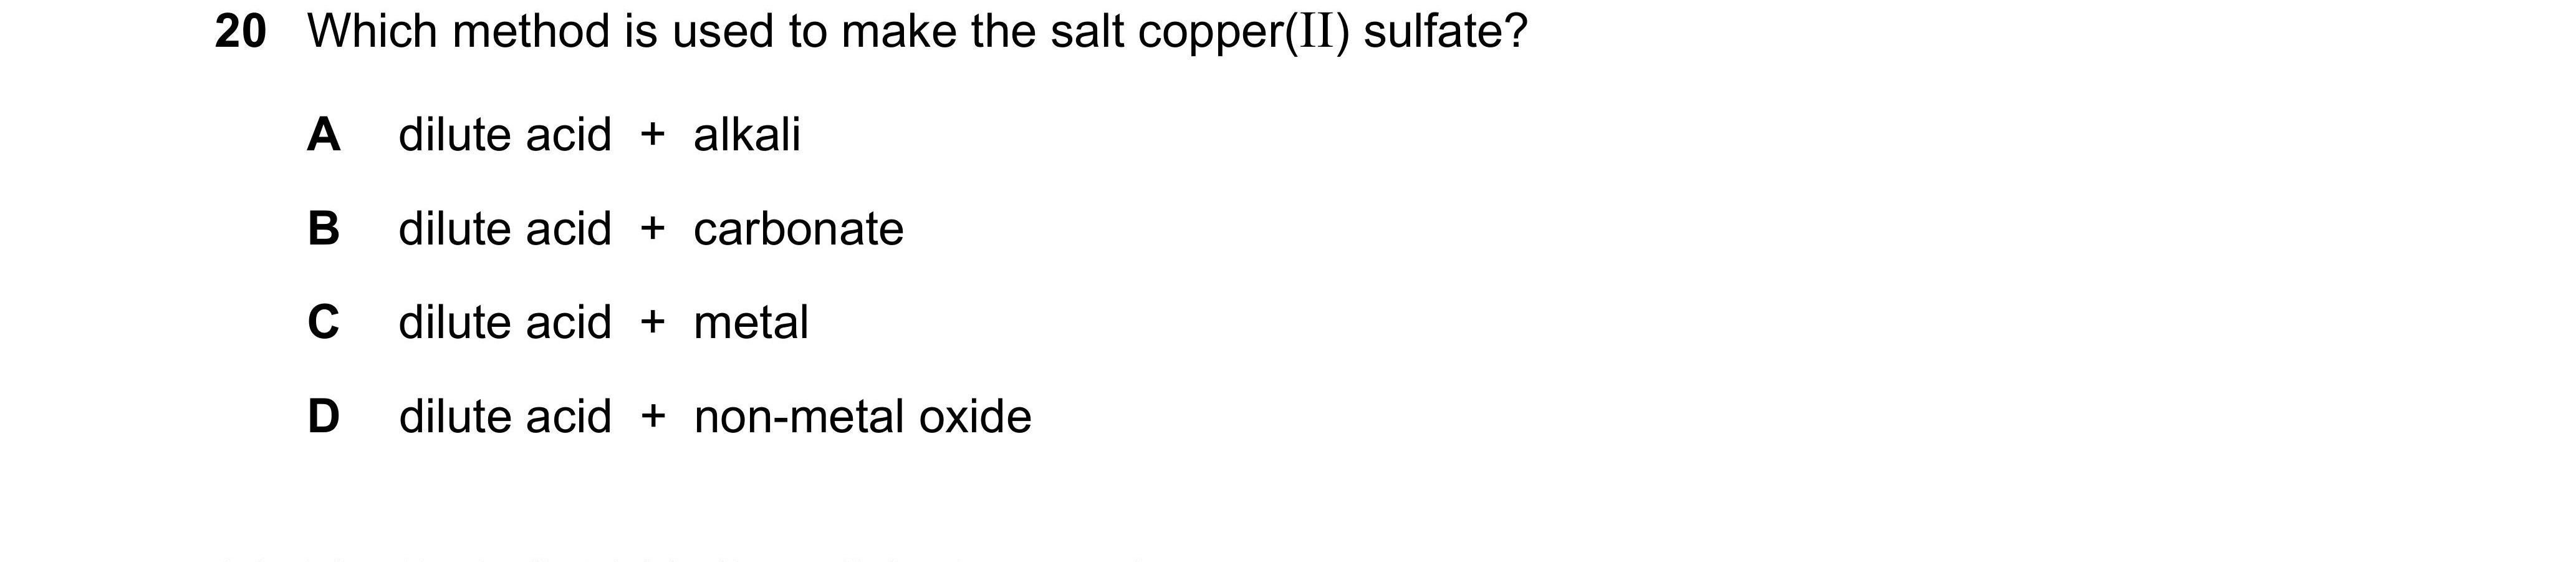 20 Which method is used to make the salt copper(II) sulfate?
A dilute acid + alkali
B dilute acid + carbonate
C dilute acid + metal
D dilute acid + non-metal oxide